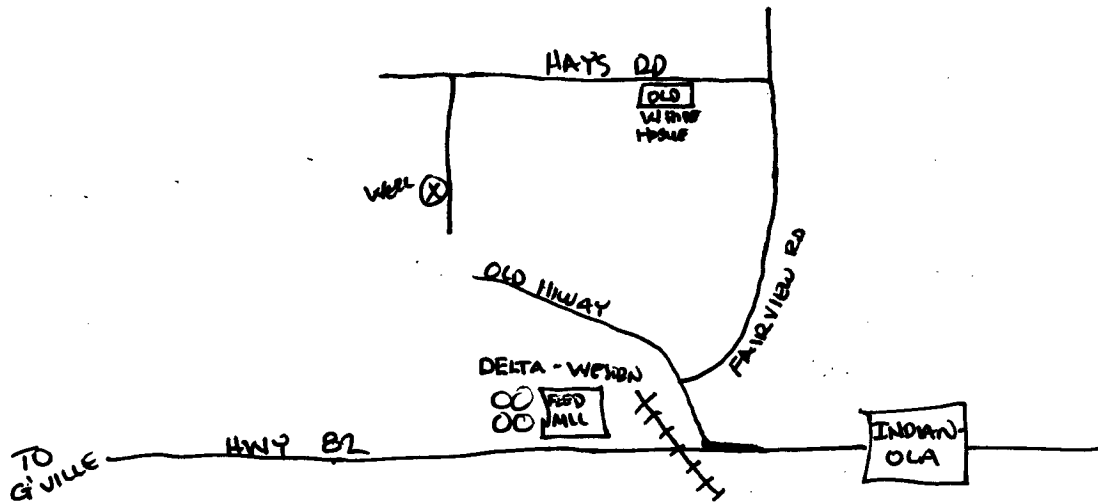 HAYS RD
OLD
WHITE
HOUSE
WELL X
OLD HIWAY
FAIRVIEW RD
DELTA - WESTERN
FEED
MILL
INDIAN-
OLA
HWY 82
TO
G'VILLE